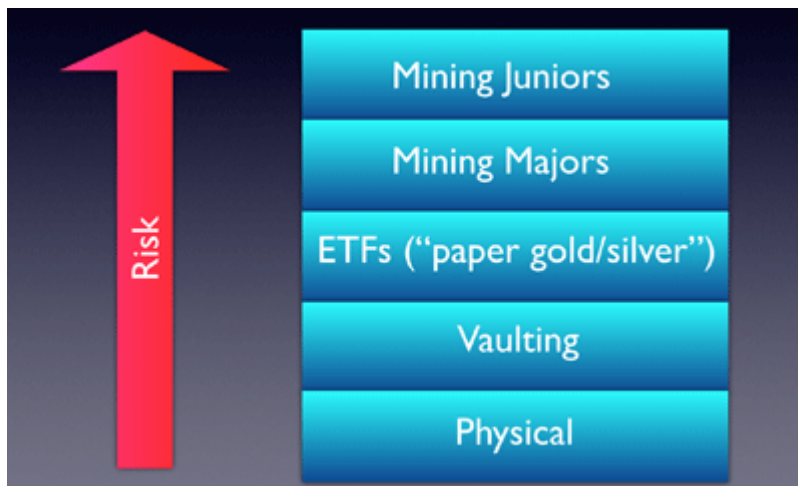 Risk
Mining Juniors
Mining Majors
ETFs (“paper gold/silver”)
Vaulting
Physical